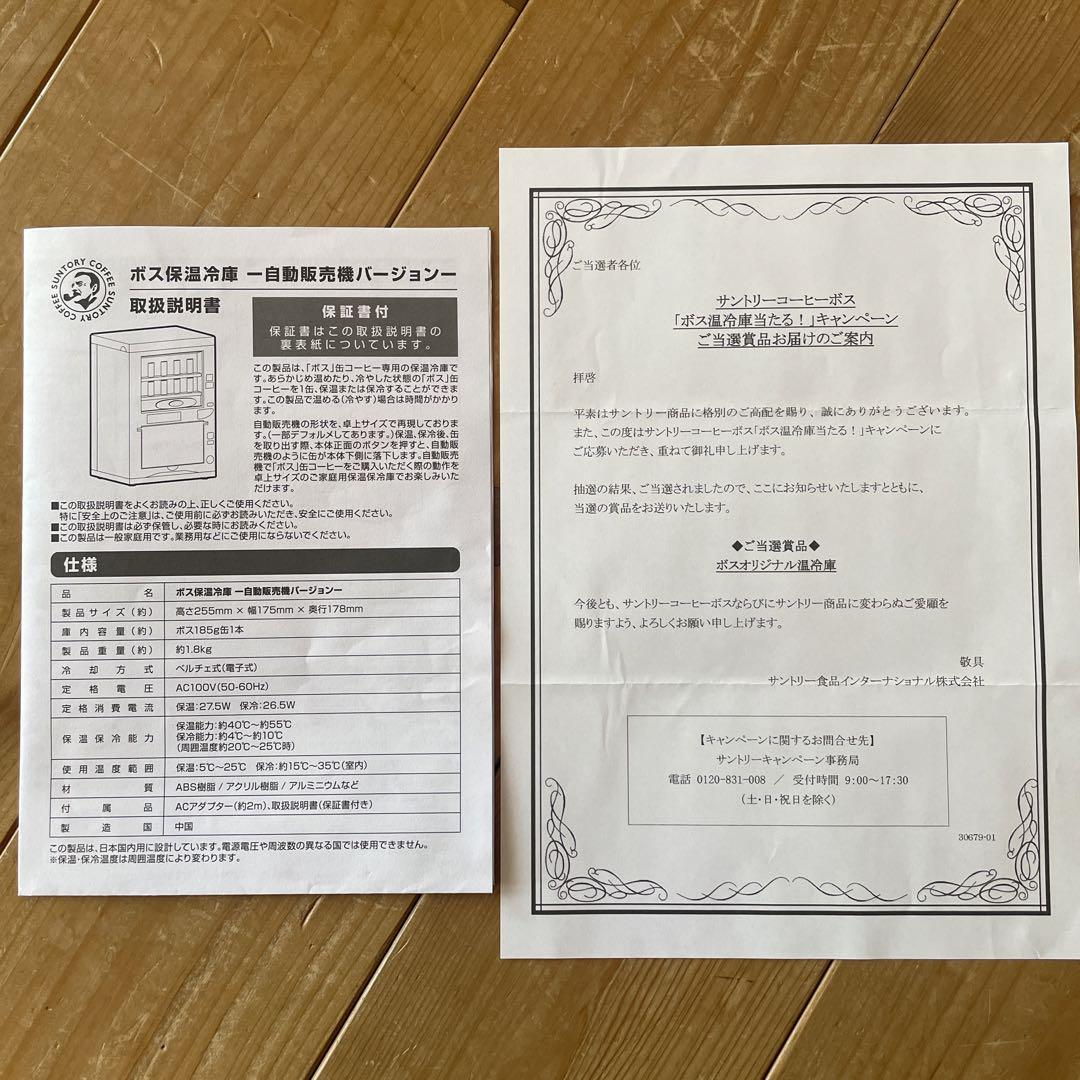 SUNTORY COFFEE SUNTORY COFFEE
ボス保温冷庫 ー自動販売機バージョンー
取扱説明書
保証書付
保証書はこの取扱説明書の
裏表紙についています。
この製品は、「ボス」缶コーヒー専用の保温冷庫で
す。あらかじめ温めたり、冷やした状態の「ボス」缶
コーヒーを1缶、保温または保冷することができま
す。この製品で温める(冷やす)場合は時間がかかり
ます。
自動販売機の形状を、卓上サイズで再現しておりま
す。(一部デフォルメしてあります。)保温、保冷後、缶
を取り出す際、本体正面のボタンを押すと、自動販
売機のように缶が本体下側に落下します。自動販売
機で「ボス」缶コーヒーをご購入いただく際の動作を
卓上サイズのご家庭用保温保冷庫でお楽しみいた
だけます。
■この取扱説明書をよくお読みの上、正しくご使用ください。
特に「安全上のご注意」は、ご使用前に必ずお読みいただき、安全にご使用ください。
■この取扱説明書は必ず保管し、必要な時にお読みください。
■この製品は一般家庭用です。業務用などにご使用にならないでください。
仕様
品名 ボス保温冷庫 ー自動販売機バージョンー
製品サイズ(約) 高さ255mm × 幅175mm × 奥行178mm
庫内容量(約) ボス185g缶1本
製品重量(約) 約1.8kg
冷却方式 ペルチェ式(電子式)
定格電圧 AC100V(50-60Hz)
定格消費電流 保温:27.5W 保冷:26.5W
保温保冷能力 保温能力:約40℃~約55℃
保冷能力:約4℃~約10℃
(周囲温度約20℃~25℃時)
使用温度範囲 保温:5℃~25℃ 保冷:約15℃~35℃(室内)
材質 ABS樹脂 / アクリル樹脂 / アルミニウムなど
付属品 ACアダプター(約2m)、取扱説明書(保証書付き)
製造国 中国
この製品は、日本国内用に設計しています。電源電圧や周波数の異なる国では使用できません。
※保温・保冷温度は周囲温度により変わります。
ご当選者各位
サントリーコーヒーボス
「ボス温冷庫当たる！」キャンペーン
ご当選賞品お届けのご案内
拝啓
平素はサントリー商品に格別のご高配を賜り、誠にありがとうございます。
また、この度はサントリーコーヒーボス「ボス温冷庫当たる！」キャンペーンに
ご応募いただき、重ねて御礼申し上げます。
抽選の結果、ご当選されましたので、ここにお知らせいたしますとともに、
当選の賞品をお送りいたします。
◆ご当選賞品◆
ボスオリジナル温冷庫
今後とも、サントリーコーヒーボスならびにサントリー商品に変わらぬご愛顧を
賜りますよう、よろしくお願い申し上げます。
敬具
サントリー食品インターナショナル株式会社
【キャンペーンに関するお問合せ先】
サントリーキャンペーン事務局
電話 0120-831-008 ／ 受付時間 9:00～17:30
(土・日・祝日を除く)
30679-01